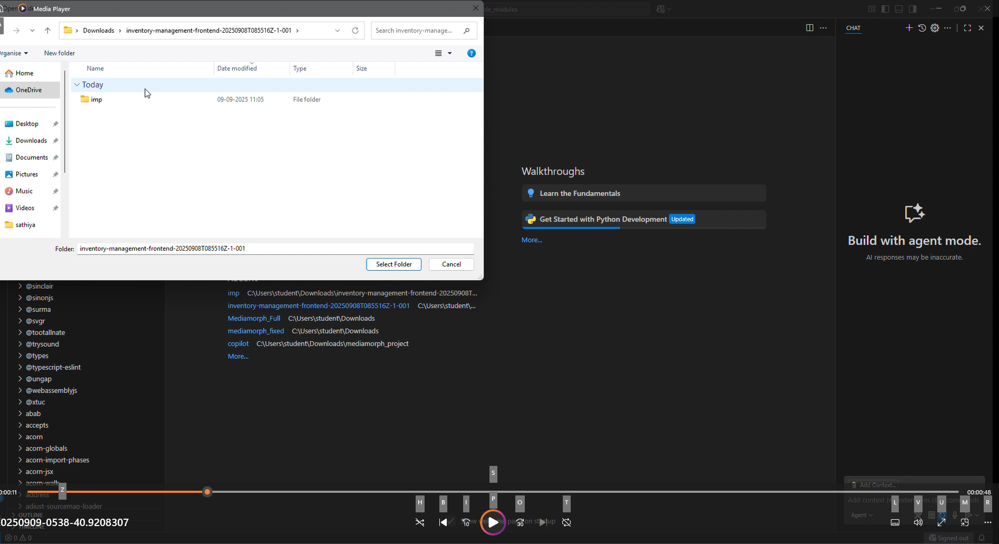 Media Player
de_modules
Downloads > inventory-management-frontend-20250908T085516Z-1-001 >
Search inventory-manage...
CHAT
rganise
New folder
Name
Date modified
Type
Size
Home
Today
OneDrive
imp
09-09-2025 11:05
File folder
Desktop
Downloads
Documents
Pictures
Music
Videos
sathiya
Folder:
inventory-management-frontend-20250908T085516Z-1-001
Select Folder
Cancel
Walkthroughs
Learn the Fundamentals
Get Started with Python Development
Updated
More...
Build with agent mode.
AI responses may be inaccurate.
imp C:\Users\student\Downloads\inventory-management-frontend-20250908T...
inventory-management-frontend-20250908T085516Z-1-001 C:\Users\student\...
Mediamorph_Full C:\Users\student\Downloads
mediamorph_fixed C:\Users\student\Downloads
copilot C:\Users\student\Downloads\mediamorph_project
More...
@sinclair
@sinonjs
@surma
@svgr
@tootallnate
@trysound
@types
@typescript-eslint
@ungap
@webassemblyjs
@xtuc
abab
accepts
acorn
acorn-globals
acorn-import-phases
acorn-jsx
acorn-walk
address
adjust-sourcemap-loader
OUTLINE
TIMELINE
S
Z
0:00:11
00:00:48
Add Context...
H
B
I
P
O
T
L
V
U
M
R
Agent
0250909-0538-40.9208307
30
10
0 0
Signed out